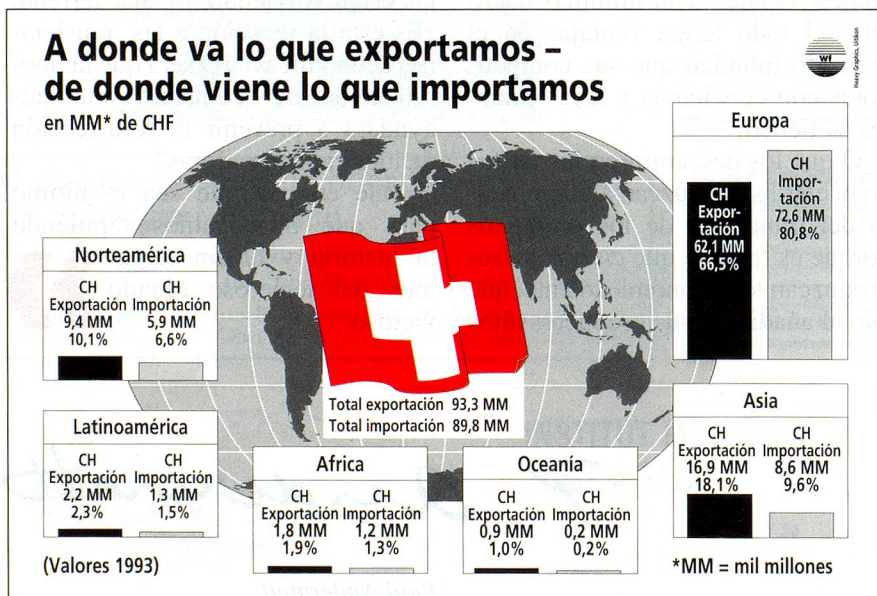 A donde va lo que exportamos –
de donde viene lo que importamos
en MM* de CHF
wf
Heavy Graphic, Uitikon
Europa
CH
Expor-
tación
62,1 MM
66,5%
CH
Impor-
tación
72,6 MM
80,8%
Norteamérica
CH CH
Exportación Importación
9,4 MM 5,9 MM
10,1% 6,6%
Total exportación 93,3 MM
Total importación 89,8 MM
Latinoamérica
CH CH
Exportación Importación
2,2 MM 1,3 MM
2,3% 1,5%
Africa
CH CH
Exportación Importación
1,8 MM 1,2 MM
1,9% 1,3%
Oceanía
CH CH
Exportación Importación
0,9 MM 0,2 MM
1,0% 0,2%
Asia
CH CH
Exportación Importación
16,9 MM 8,6 MM
18,1% 9,6%
(Valores 1993)
*MM = mil millones